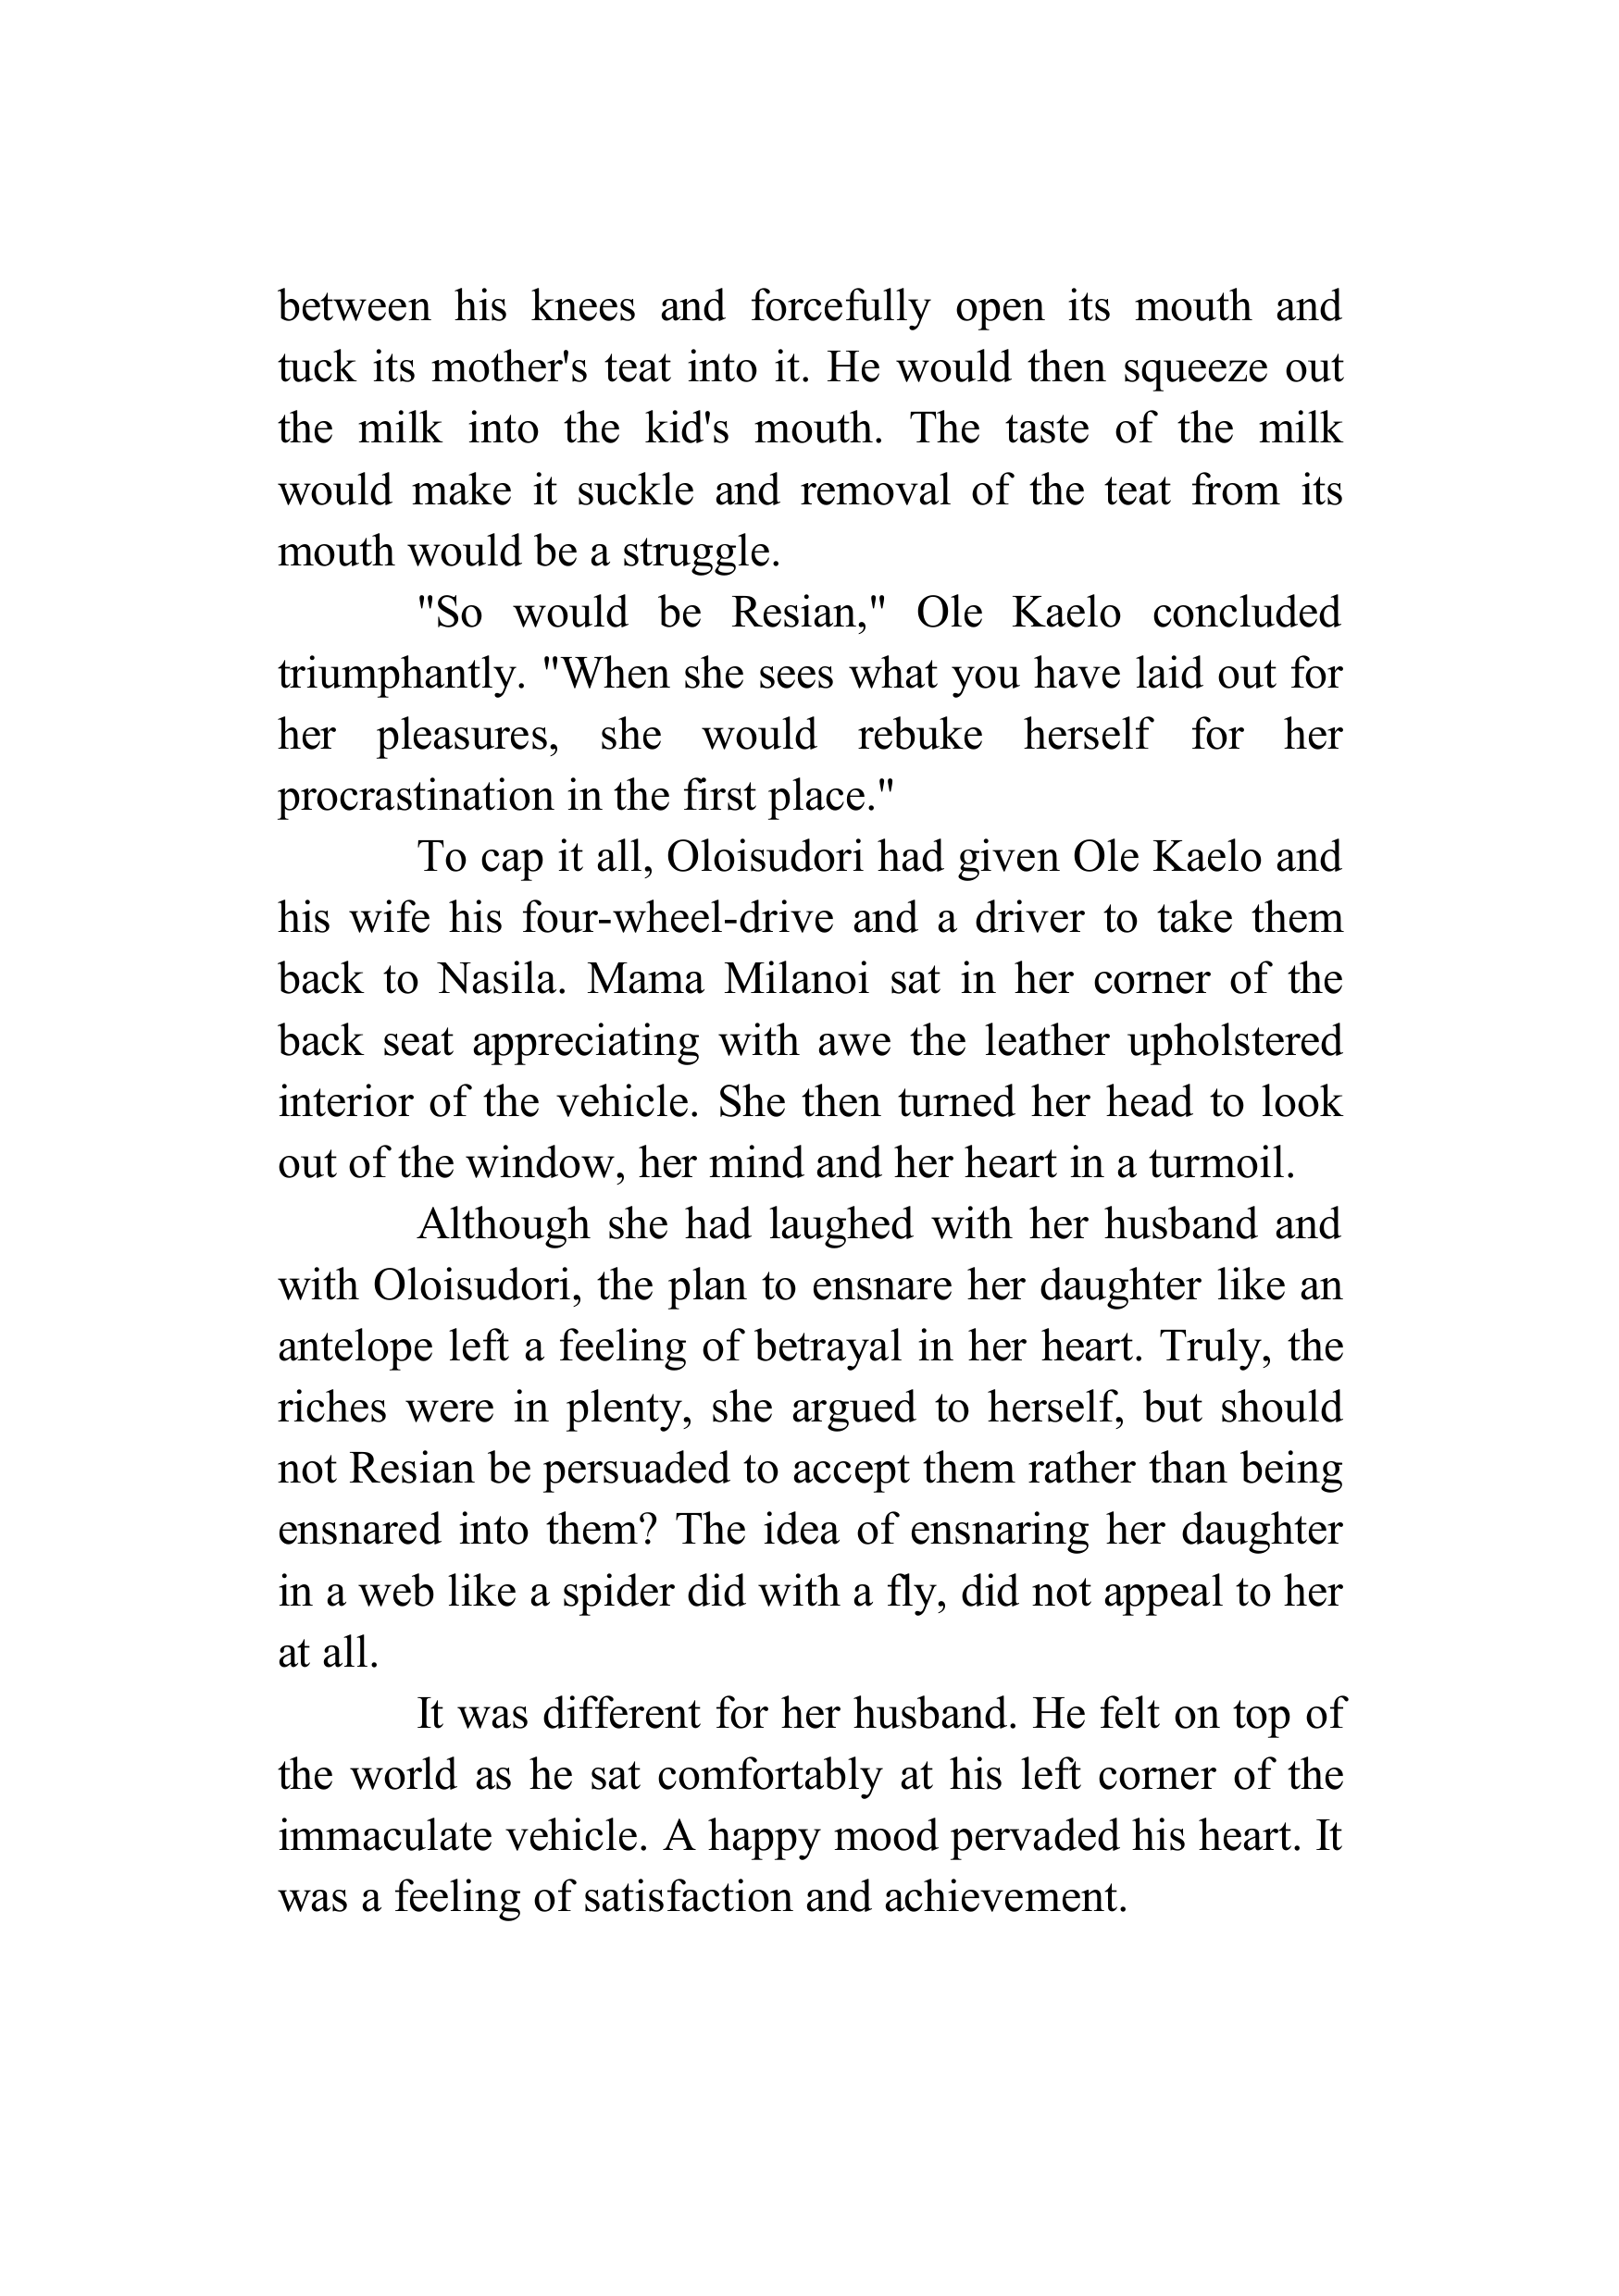 between his knees and forcefully open its mouth and
tuck its mother's teat into it. He would then squeeze out
the milk into the kid's mouth. The taste of the milk
would make it suckle and removal of the teat from its
mouth would be a struggle.
"So would be Resian," Ole Kaelo concluded
triumphantly. "When she sees what you have laid out for
her pleasures, she would rebuke herself for her
procrastination in the first place."
To cap it all, Oloisudori had given Ole Kaelo and
his wife his four-wheel-drive and a driver to take them
back to Nasila. Mama Milanoi sat in her corner of the
back seat appreciating with awe the leather upholstered
interior of the vehicle. She then turned her head to look
out of the window, her mind and her heart in a turmoil.
Although she had laughed with her husband and
with Oloisudori, the plan to ensnare her daughter like an
antelope left a feeling of betrayal in her heart. Truly, the
riches were in plenty, she argued to herself, but should
not Resian be persuaded to accept them rather than being
ensnared into them? The idea of ensnaring her daughter
in a web like a spider did with a fly, did not appeal to her
at all.
It was different for her husband. He felt on top of
the world as he sat comfortably at his left corner of the
immaculate vehicle. A happy mood pervaded his heart. It
was a feeling of satisfaction and achievement.